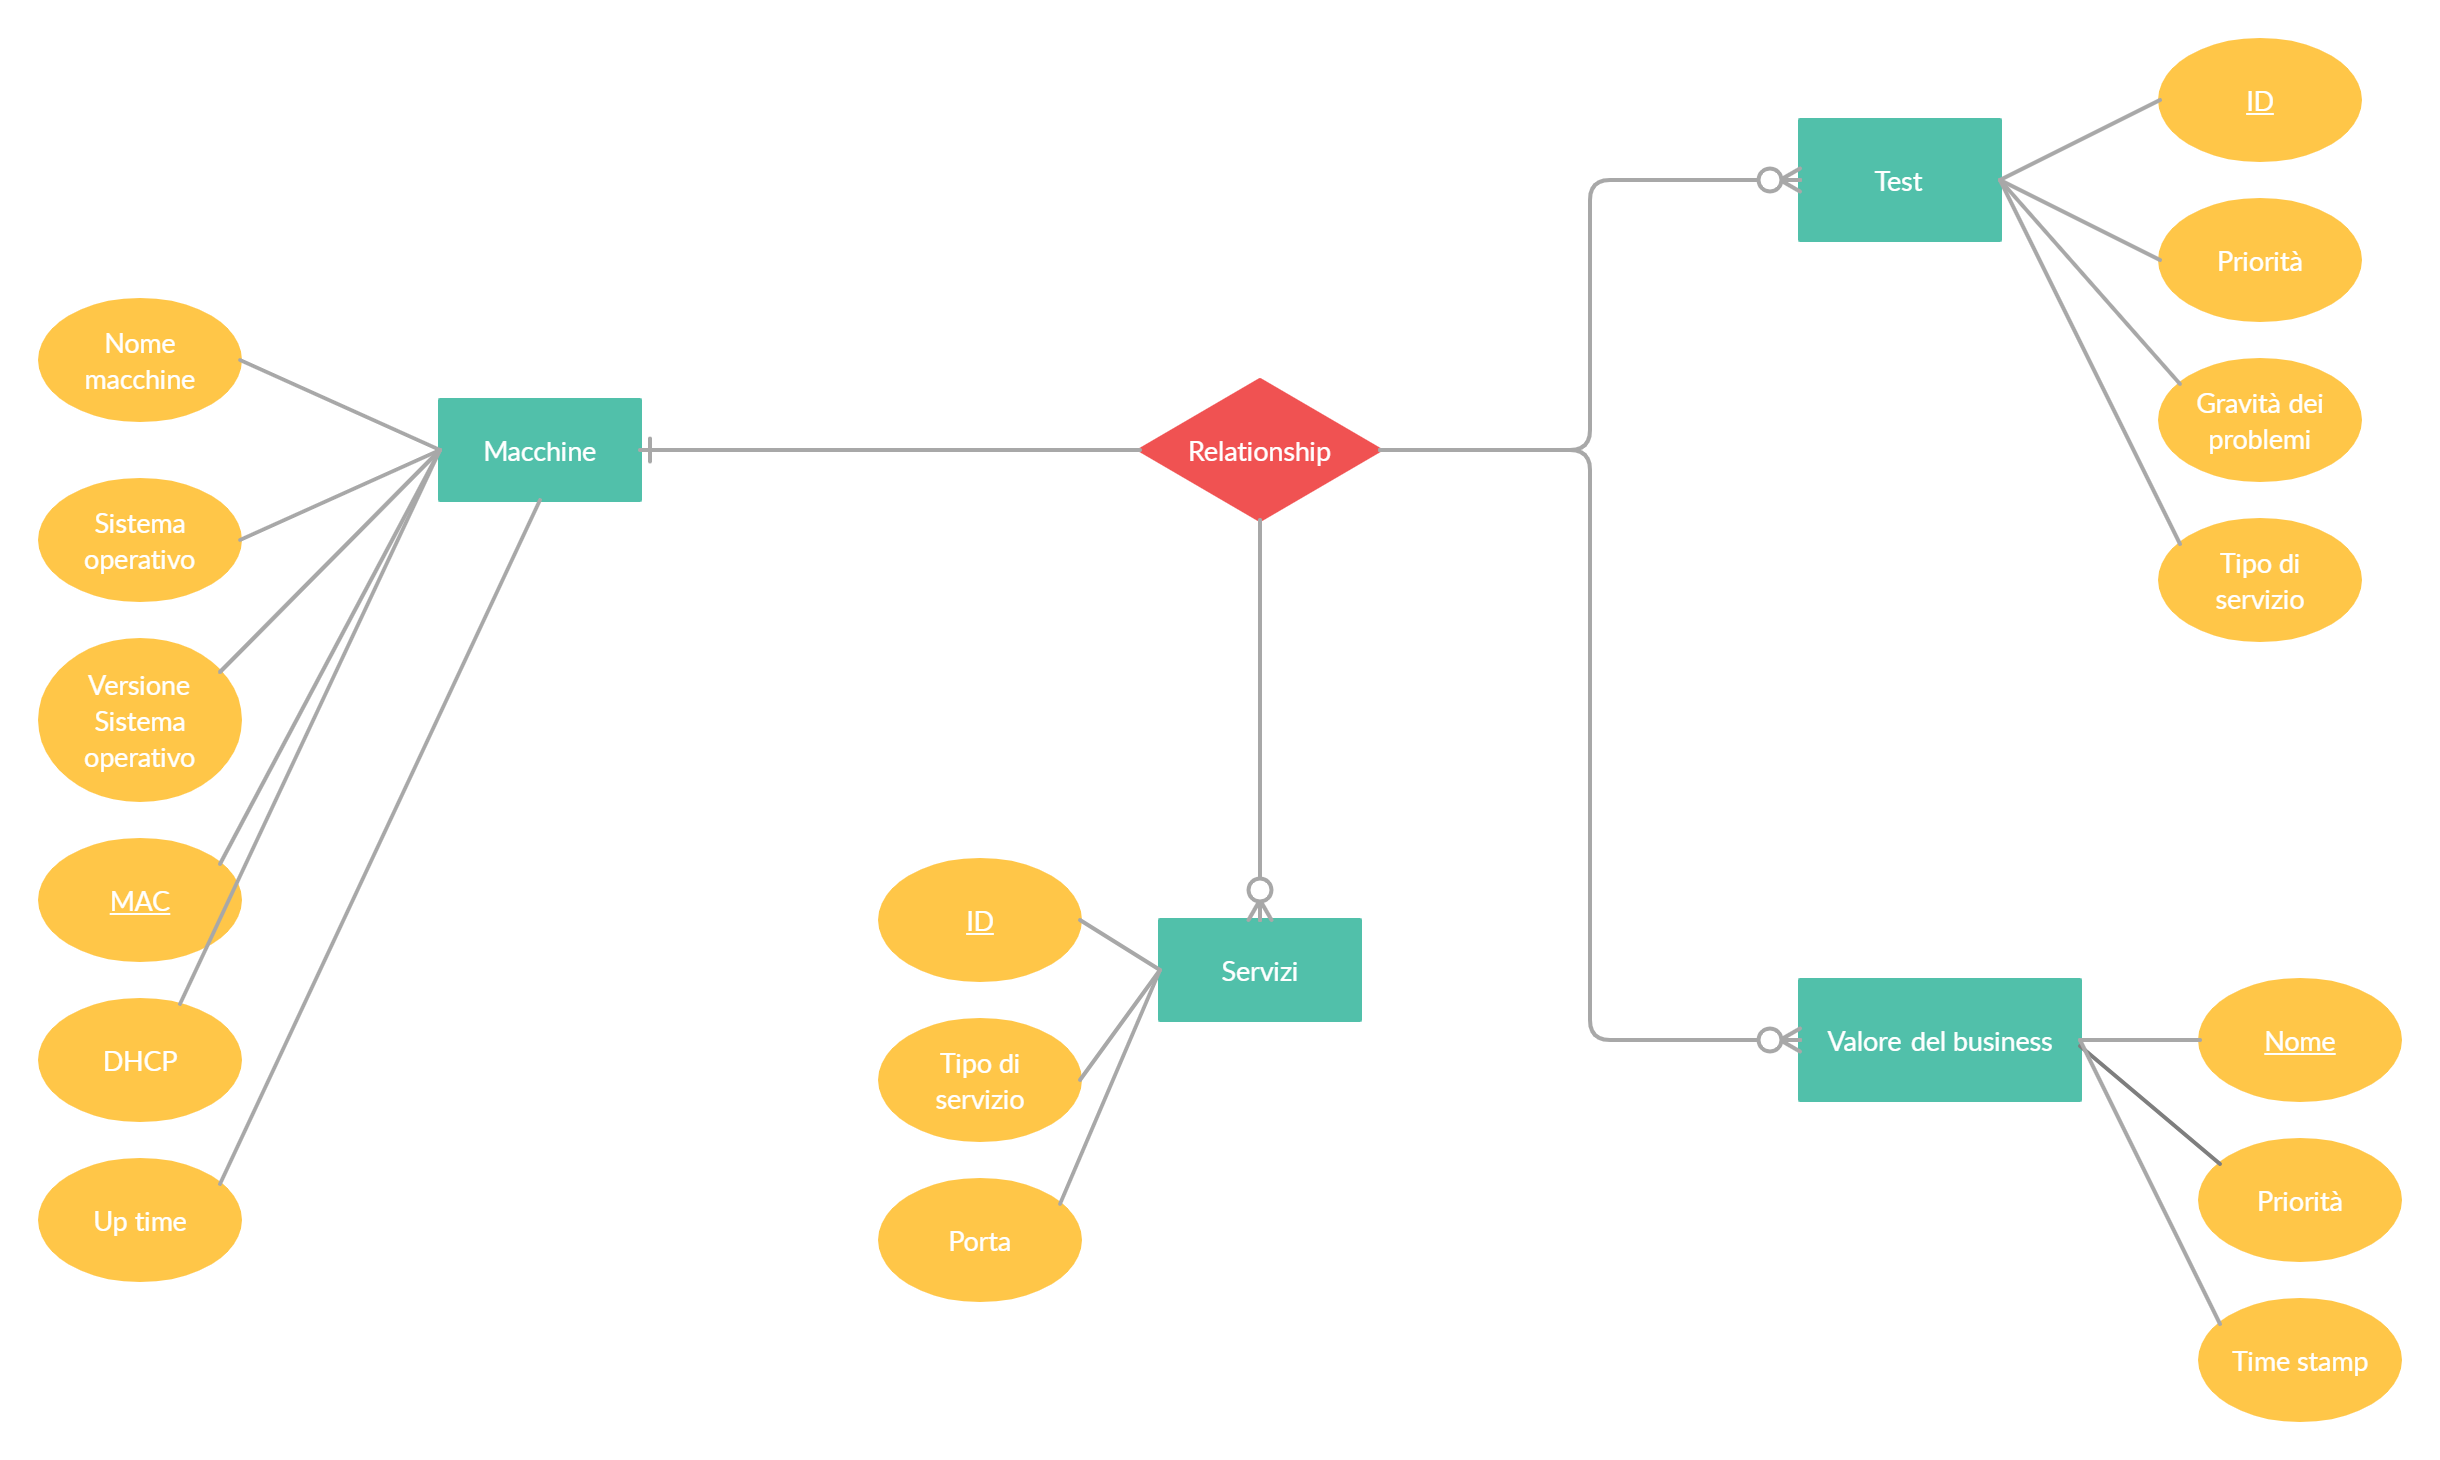 Nome
macchine
Sistema
operativo
Versione
Sistema
operativo
MAC
DHCP
Up time
Macchine
Relationship
ID
Tipo di
servizio
Porta
Servizi
Test
ID
Priorità
Gravità dei
problemi
Tipo di
servizio
Valore del business
Nome
Priorità
Time stamp